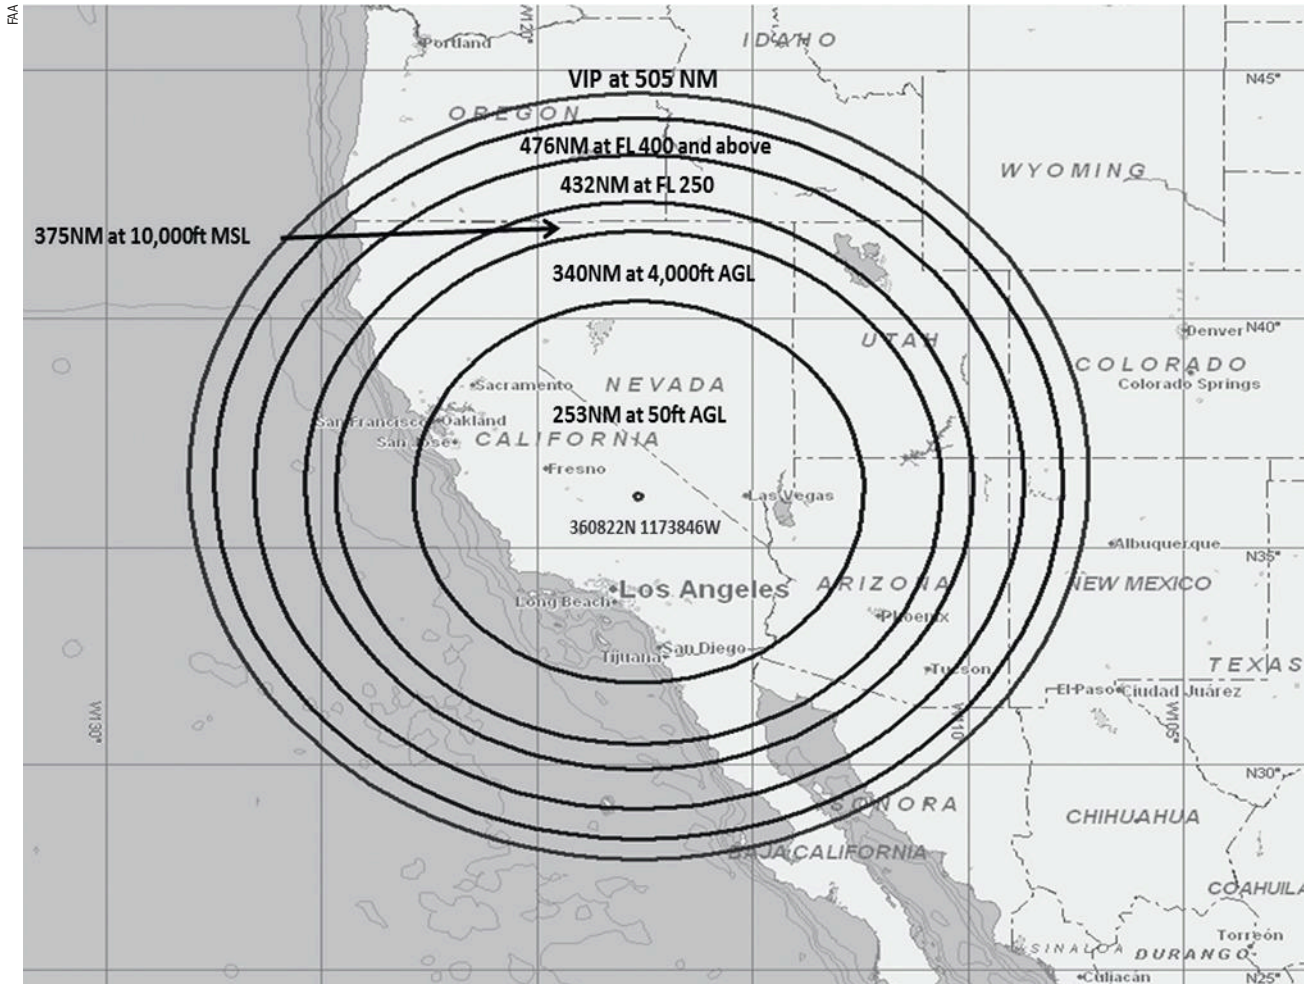 FAA
W120°
Portland
IDAHO
N45°
VIP at 505 NM
OREGON
476NM at FL 400 and above
WYOMING
432NM at FL 250
375NM at 10,000ft MSL
340NM at 4,000ft AGL
Denver
N40°
UTAH
COLORADO
Sacramento
NEVADA
Colorado Springs
253NM at 50ft AGL
San Francisco
Oakland
San Jose
CALIFORNIA
Fresno
Las Vegas
360822N 1173846W
Albuquerque
N35°
Los Angeles
ARIZONA
NEW MEXICO
Long Beach
Phoenix
San Diego
Tijuana
Tucson
TEXAS
El Paso
Ciudad Juárez
W130°
W110
W105°
N30°
SONORA
CHIHUAHUA
BAJA CALIFORNIA
COAHUILA
Torreón
SINALOA
DURANGO
Culiacán
N25°